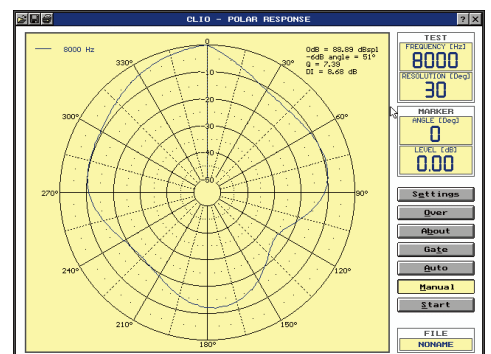 CLIO - POLAR RESPONSE
? x
8000 Hz
0dB = 88.89 dBspl
-6dB angle = 51°
Q = 7.39
DI = 8.68 dB
0
330°
30°
-10
-20
300°
60°
-30
-40
-50
270°
90°
240°
120°
210°
150°
180°
TEST
FREQUENCY [Hz]
8000
RESOLUTION [Deg]
30
MARKER
ANGLE [Deg]
0
LEVEL [dB]
0.00
Settings
Over
About
Gate
Auto
Manual
Start
FILE
NONAME